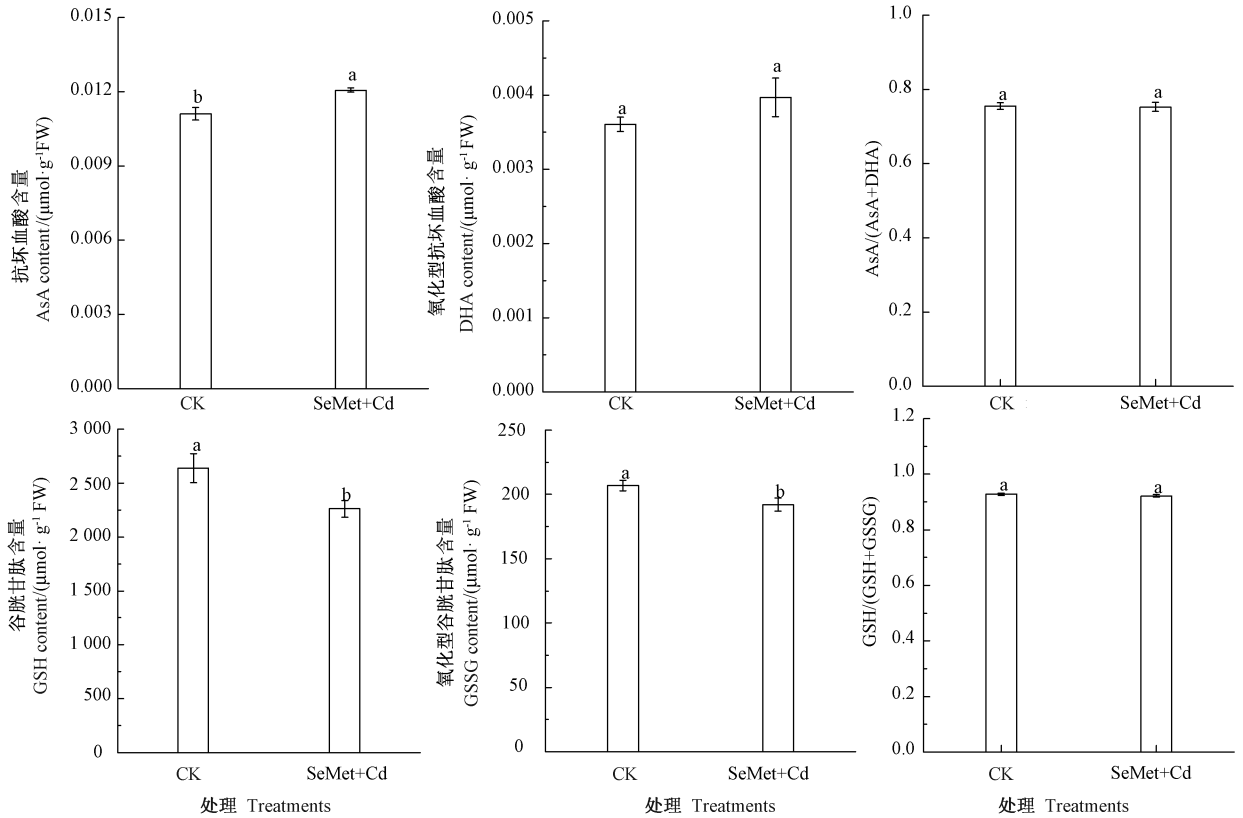 0.015
0.012
0.009
0.006
0.003
0.000
抗坏血酸含量
AsA content/(μmol·g⁻¹FW)
b
a
CK
SeMet+Cd
0.005
0.004
0.003
0.002
0.001
0.000
氧化型抗坏血酸含量
DHA content/(μmol· g⁻¹FW)
a
a
CK
SeMet+Cd
1.0
0.8
0.6
0.4
0.2
0.0
AsA/(AsA+DHA)
a
a
CK
SeMet+Cd
3 000
2 500
2 000
1 500
1 000
500
0
谷胱甘肽含量
GSH content/(μmol· g⁻¹ FW)
a
b
CK
SeMet+Cd
处理 Treatments
250
200
150
100
50
0
氧化型谷胱甘肽含量
GSSG content/(μmol· g⁻¹ FW)
a
b
CK
SeMet+Cd
处理 Treatments
1.2
1.0
0.8
0.6
0.4
0.2
0.0
GSH/(GSH+GSSG)
a
a
CK
SeMet+Cd
处理 Treatments